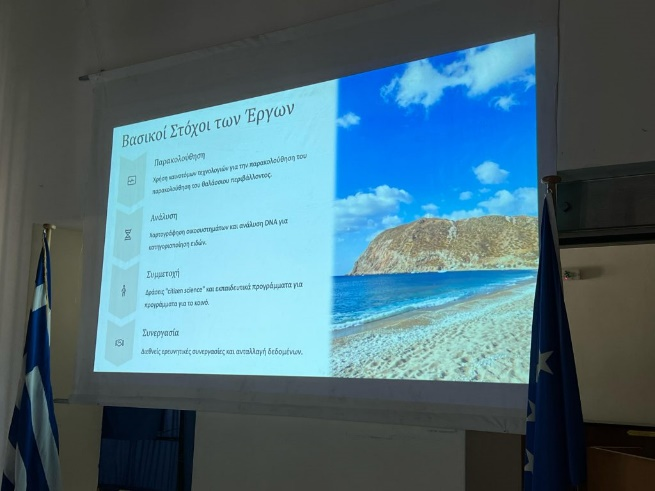 Βασικοί Στόχοι των Έργων
Παρακολούθηση
Χρήση καινοτόμων τεχνολογιών για την παρακολούθηση του
παρακολούθηση του θαλάσσιου περιβάλλοντος.
Ανάλυση
Χαρτογράφηση οικοσυστημάτων και ανάλυση DNA για
κατηγοριοποίηση ειδών.
Συμμετοχή
Δράσεις "citizen science" και εκπαιδευτικά προγράμματα για
προγράμματα για το κοινό.
Συνεργασία
Διεθνείς ερευνητικές συνεργασίες και ανταλλαγή δεδομένων.